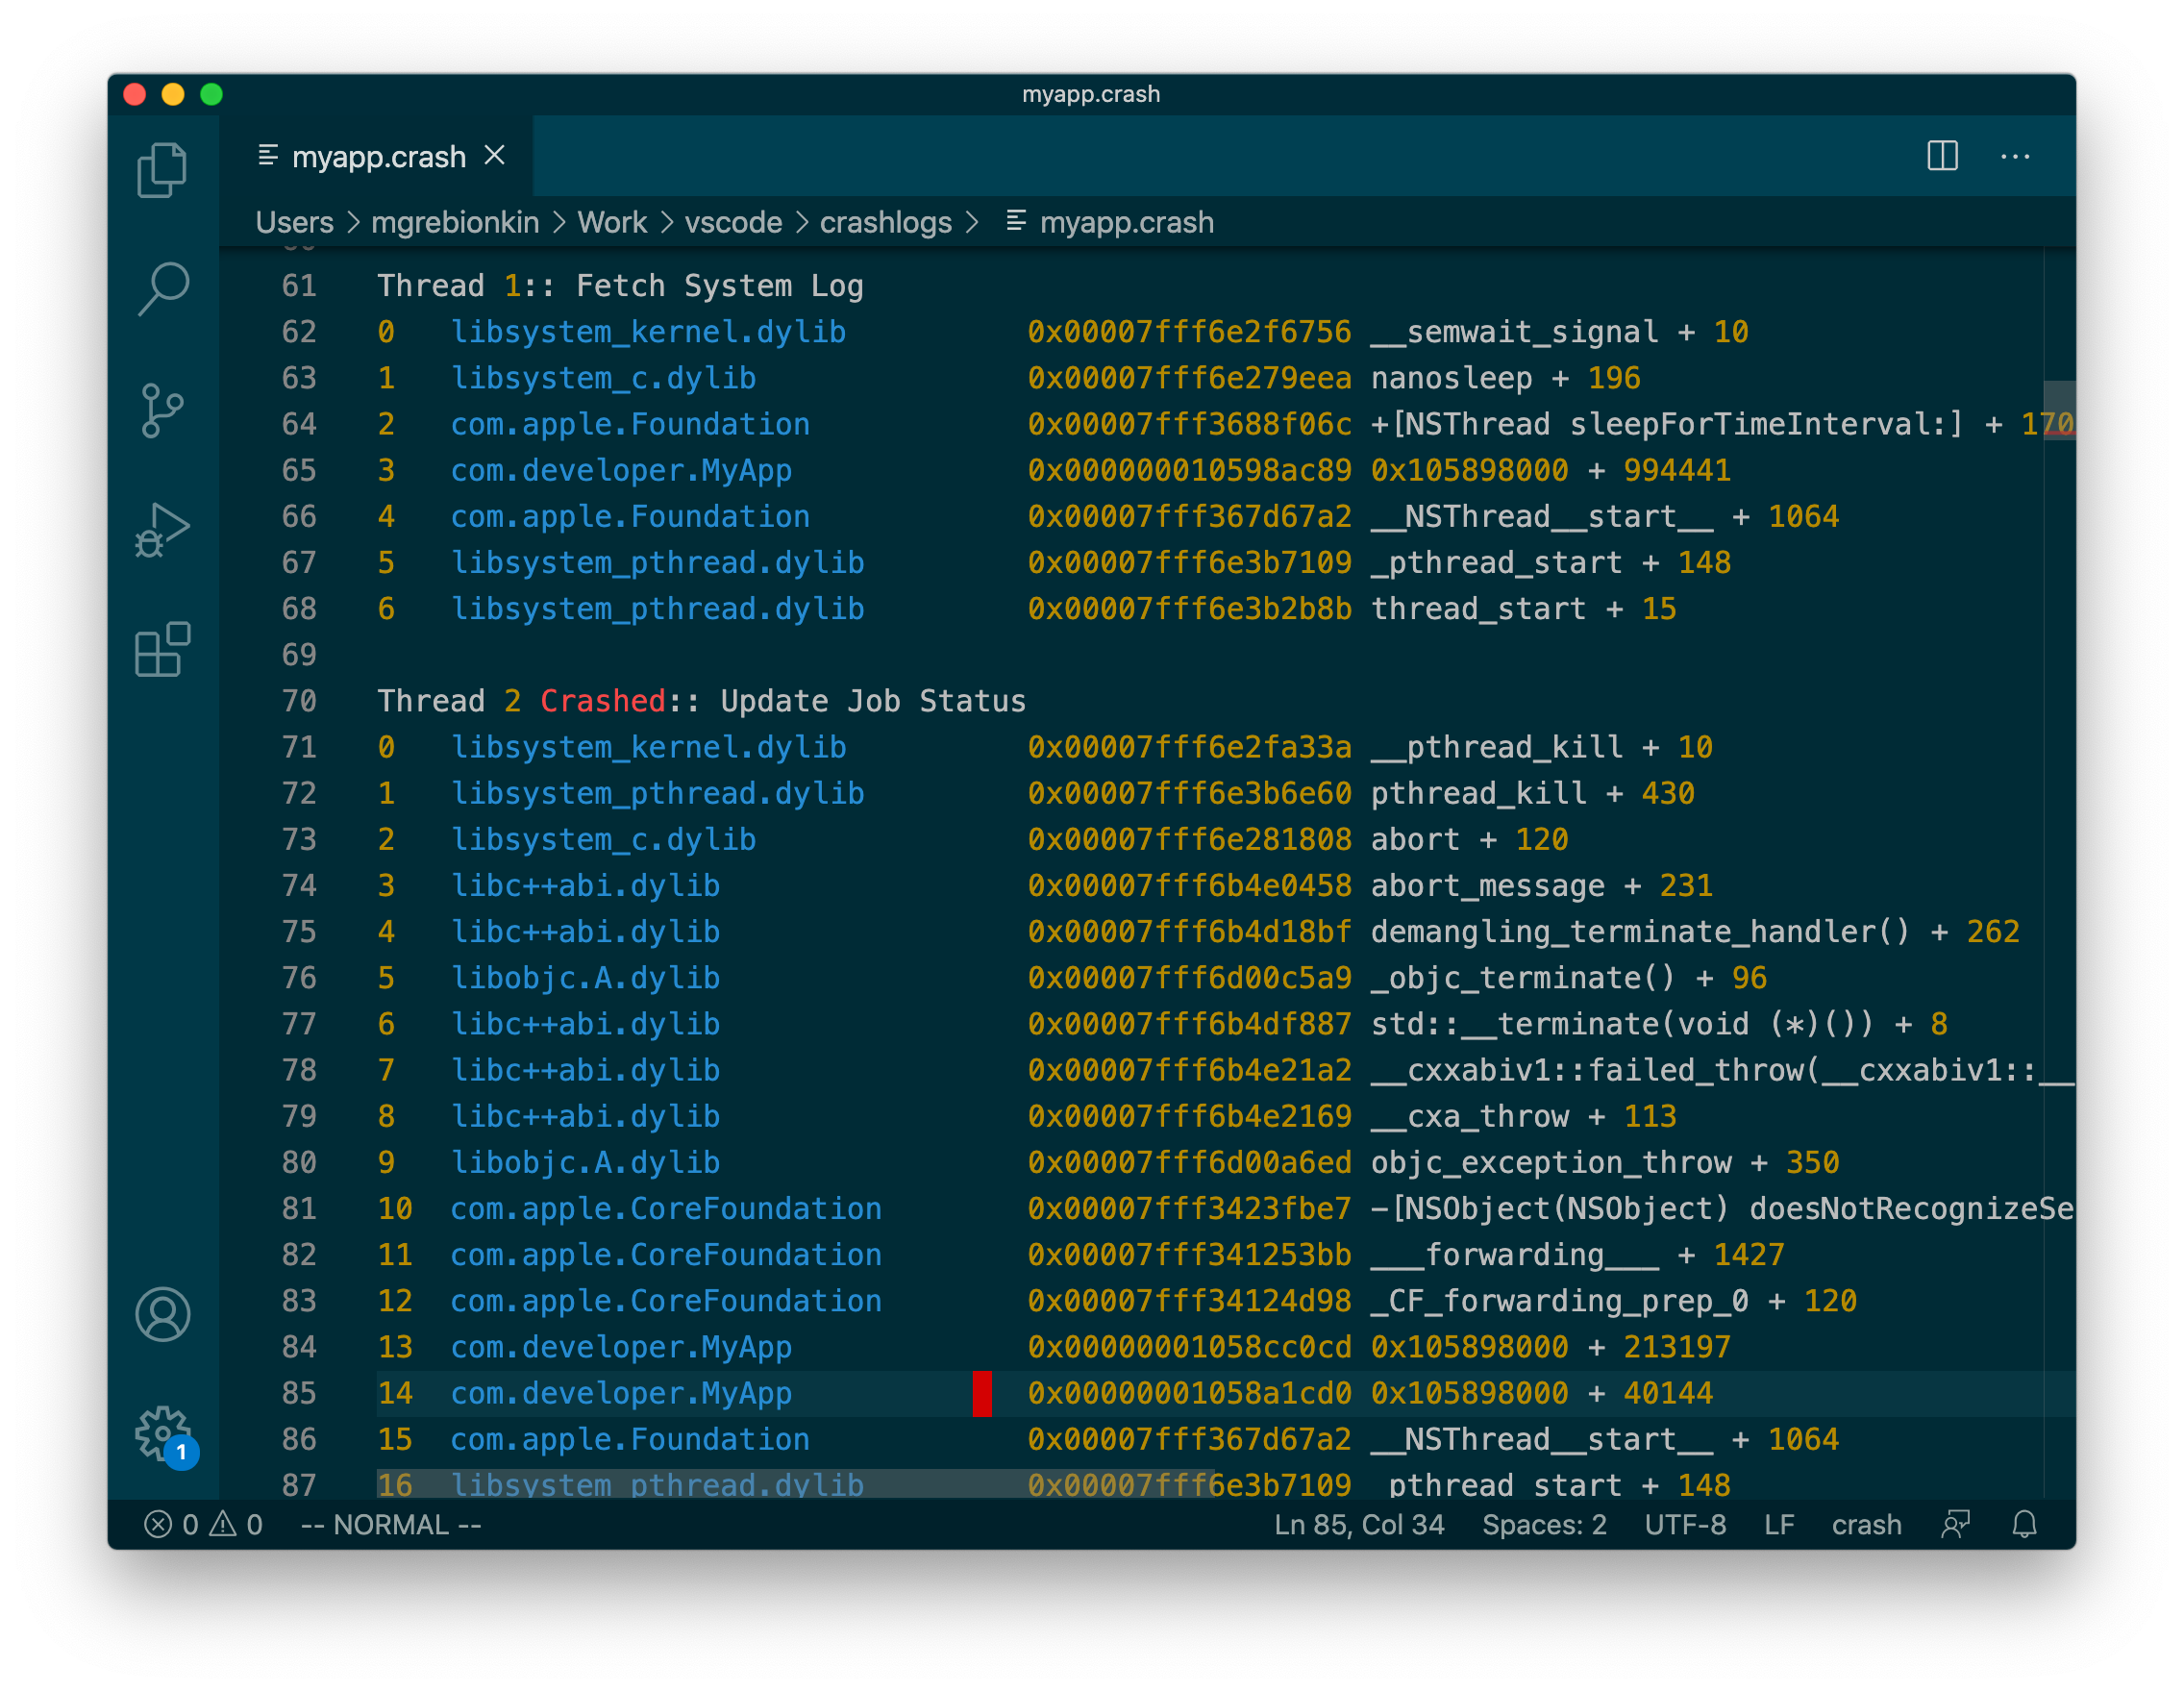 myapp.crash
myapp.crash
Users > mgrebionkin > Work > vscode > crashlogs > myapp.crash
61 Thread 1:: Fetch System Log
62 0 libsystem_kernel.dylib 0x00007fff6e2f6756 __semwait_signal + 10
63 1 libsystem_c.dylib 0x00007fff6e279eea nanosleep + 196
64 2 com.apple.Foundation 0x00007fff3688f06c +[NSThread sleepForTimeInterval:] + 170
65 3 com.developer.MyApp 0x000000010598ac89 0x105898000 + 994441
66 4 com.apple.Foundation 0x00007fff367d67a2 __NSThread__start__ + 1064
67 5 libsystem_pthread.dylib 0x00007fff6e3b7109 _pthread_start + 148
68 6 libsystem_pthread.dylib 0x00007fff6e3b2b8b thread_start + 15
69
70 Thread 2 Crashed:: Update Job Status
71 0 libsystem_kernel.dylib 0x00007fff6e2fa33a __pthread_kill + 10
72 1 libsystem_pthread.dylib 0x00007fff6e3b6e60 pthread_kill + 430
73 2 libsystem_c.dylib 0x00007fff6e281808 abort + 120
74 3 libc++abi.dylib 0x00007fff6b4e0458 abort_message + 231
75 4 libc++abi.dylib 0x00007fff6b4d18bf demangling_terminate_handler() + 262
76 5 libobjc.A.dylib 0x00007fff6d00c5a9 _objc_terminate() + 96
77 6 libc++abi.dylib 0x00007fff6b4df887 std::__terminate(void (*)()) + 8
78 7 libc++abi.dylib 0x00007fff6b4e21a2 __cxxabiv1::failed_throw(__cxxabiv1::__
79 8 libc++abi.dylib 0x00007fff6b4e2169 __cxa_throw + 113
80 9 libobjc.A.dylib 0x00007fff6d00a6ed objc_exception_throw + 350
81 10 com.apple.CoreFoundation 0x00007fff3423fbe7 -[NSObject(NSObject) doesNotRecognizeSe
82 11 com.apple.CoreFoundation 0x00007fff341253bb ___forwarding___ + 1427
83 12 com.apple.CoreFoundation 0x00007fff34124d98 _CF_forwarding_prep_0 + 120
84 13 com.developer.MyApp 0x00000001058cc0cd 0x105898000 + 213197
85 14 com.developer.MyApp 0x00000001058a1cd0 0x105898000 + 40144
86 15 com.apple.Foundation 0x00007fff367d67a2 __NSThread__start__ + 1064
87 16 libsystem_pthread.dylib 0x00007fff6e3b7109 _pthread_start + 148
1
0 0 -- NORMAL -- Ln 85, Col 34 Spaces: 2 UTF-8 LF crash